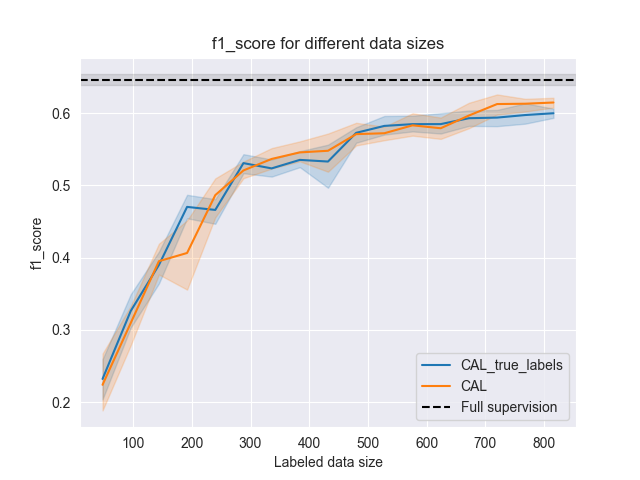 f1_score for different data sizes
f1_score
0.6
0.5
0.4
0.3
0.2
CAL_true_labels
CAL
Full supervision
100 200 300 400 500 600 700 800
Labeled data size